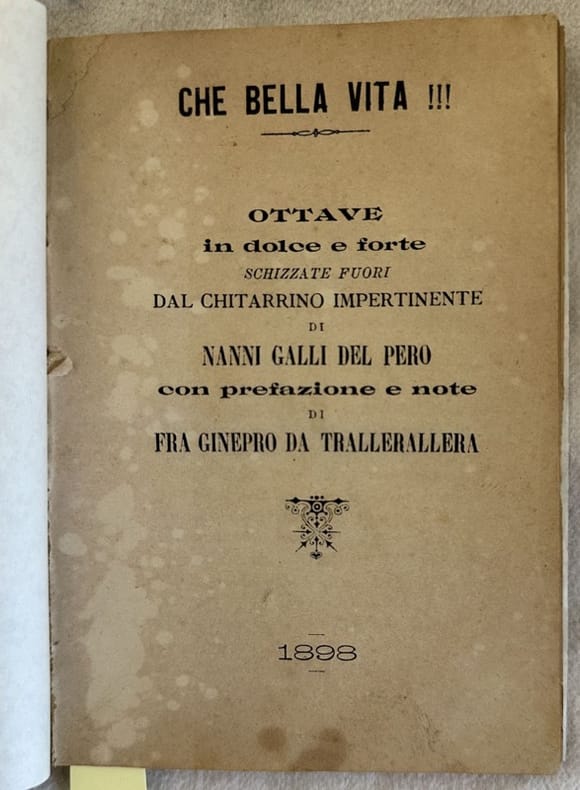 CHE BELLA VITA !!!
OTTAVE
in dolce e forte
SCHIZZATE FUORI
DAL CHITARRINO IMPERTINENTE
DI
NANNI GALLI DEL PERO
con prefazione e note
DI
FRA GINEPRO DA TRALLERALLERA
1898